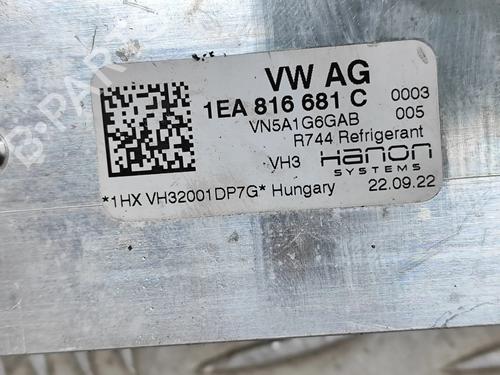 VW AG
1EA 816 681 C 0003
VN5A1G6GAB 005
R744 Refrigerant
VH3 Hanon
SYSTEMS
*1HX VH32001DP7G* Hungary 22.09.22
B-PARTS